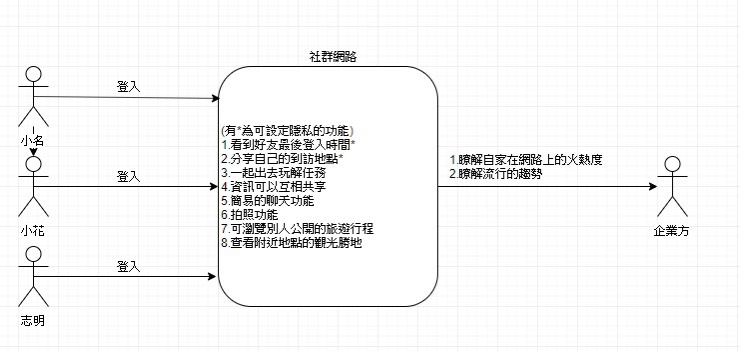 社群網路
登入
小名
(有*為可設定隱私的功能)
1.看到好友最後登入時間*
2.分享自己的到訪地點*
3.一起出去玩解任務
4.資訊可以互相共享
5.簡易的聊天功能
6.拍照功能
7.可瀏覽別人公開的旅遊行程
8.查看附近地點的觀光勝地
登入
小花
登入
志明
1.瞭解自家在網路上的火熱度
2.瞭解流行的趨勢
企業方